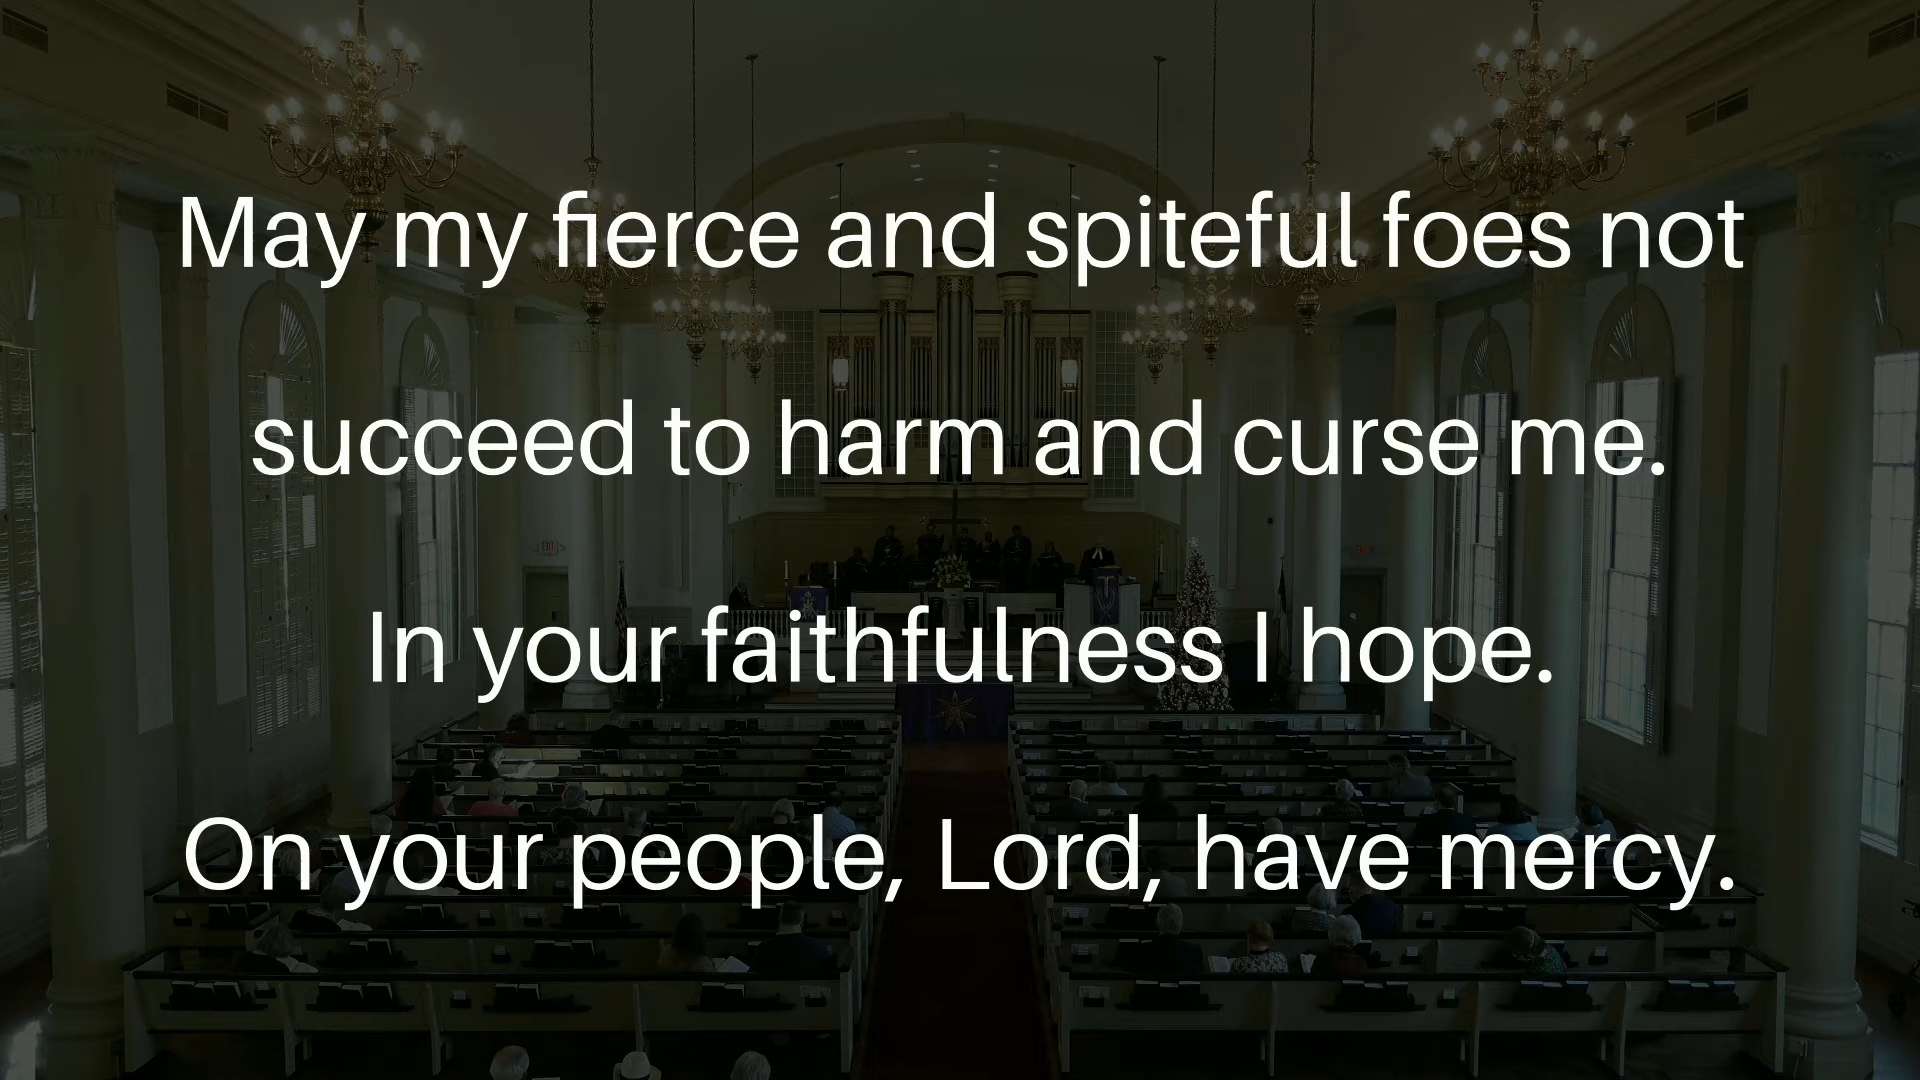 May my fierce and spiteful foes not
succeed to harm and curse me.
In your faithfulness I hope.
On your people, Lord, have mercy.
EXIT